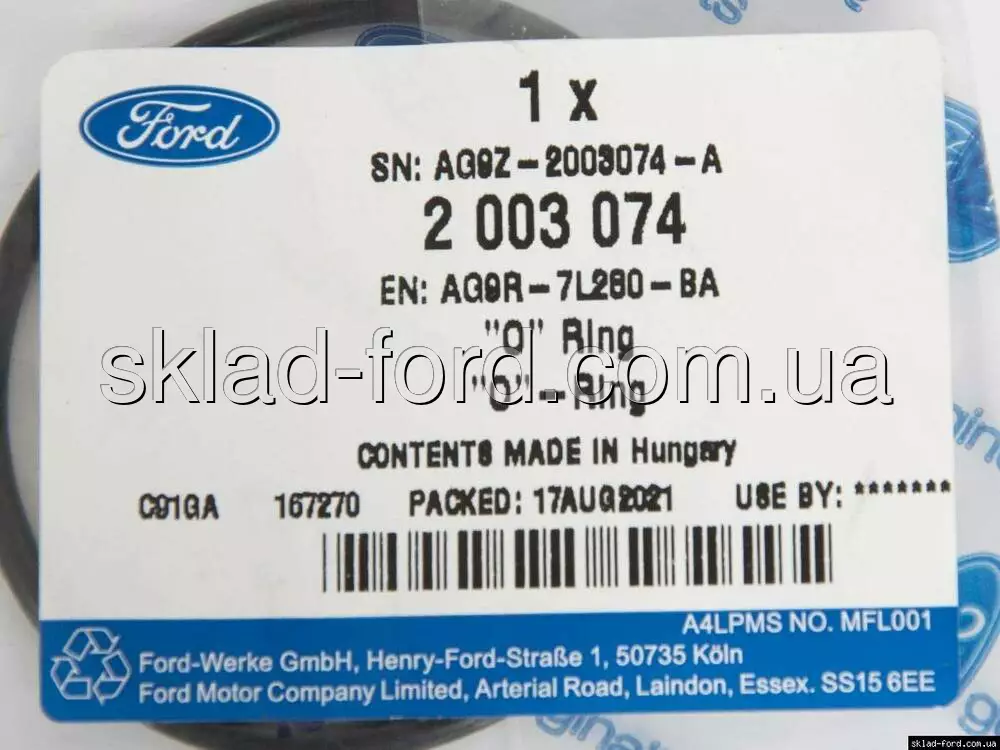 Ford
1 x
SN: AG9Z-2003074-A
2 003 074
EN: AG9R-7L260-BA
"O" Ring
sklad-ford.com.ua
"O"-Ring
CONTENTS MADE IN Hungary
C91GA 167270 PACKED: 17AUG2021 USE BY: *******
A4LPMS NO. MFL001
Ford-Werke GmbH, Henry-Ford-Straße 1, 50735 Köln
Ford Motor Company Limited, Arterial Road, Laindon, Essex. SS15 6EE
sklad-ford.com.ua